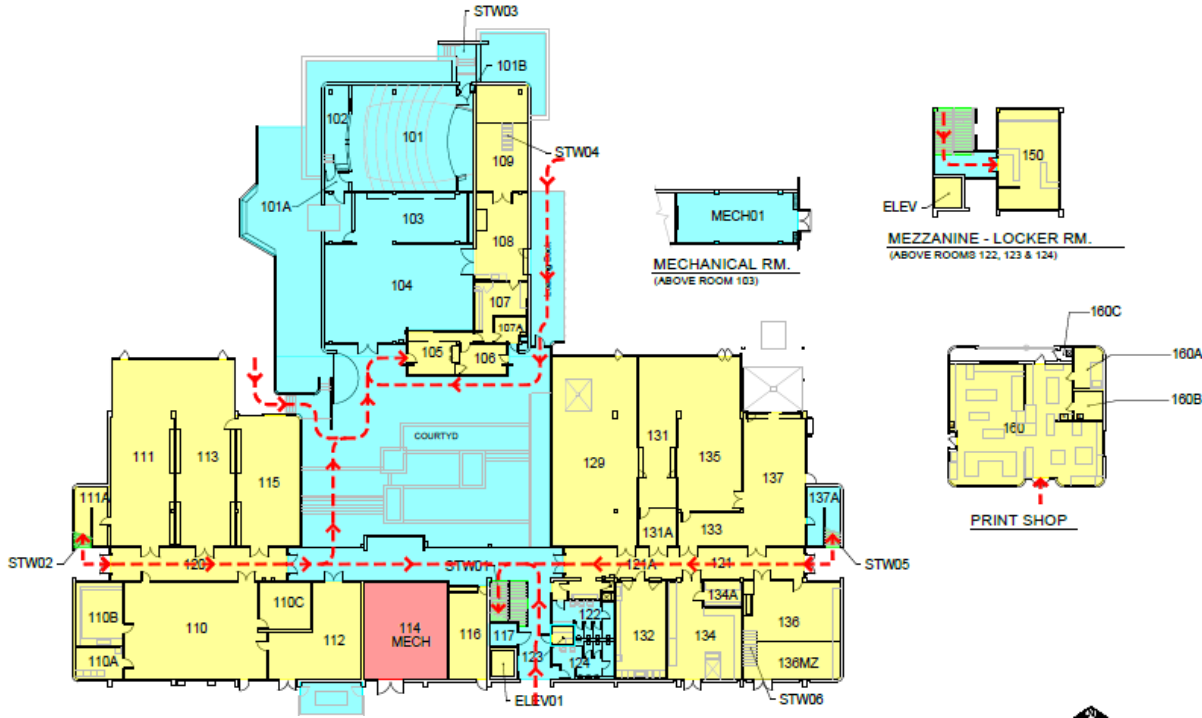 STW03
101B
102
101
109
STW04
101A
103
108
104
107
107A
105
106
MECH01
MECHANICAL RM.
(ABOVE ROOM 103)
150
ELEV
MEZZANINE - LOCKER RM.
(ABOVE ROOMS 122, 123 & 124)
160C
160A
160B
160
PRINT SHOP
COURTYD
111
113
115
111A
129
131
135
137
131A
133
137A
STW02
120
STW01
121A
121
STW05
110B
110C
134A
122
136
110
112
114
MECH
116
117
132
134
123
124
110A
136MZ
ELEV01
STW06